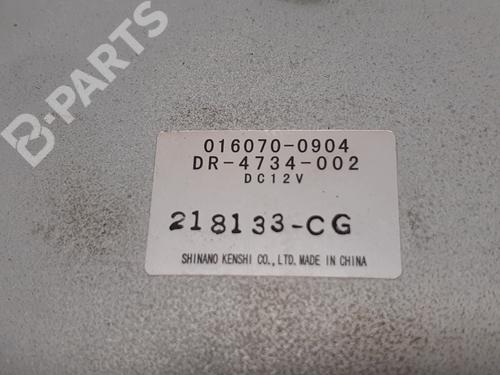 B-PARTS
016070-0904
DR-4734-002
DC12V
218133-CG
SHINANO KENSHI CO., LTD. MADE IN CHINA